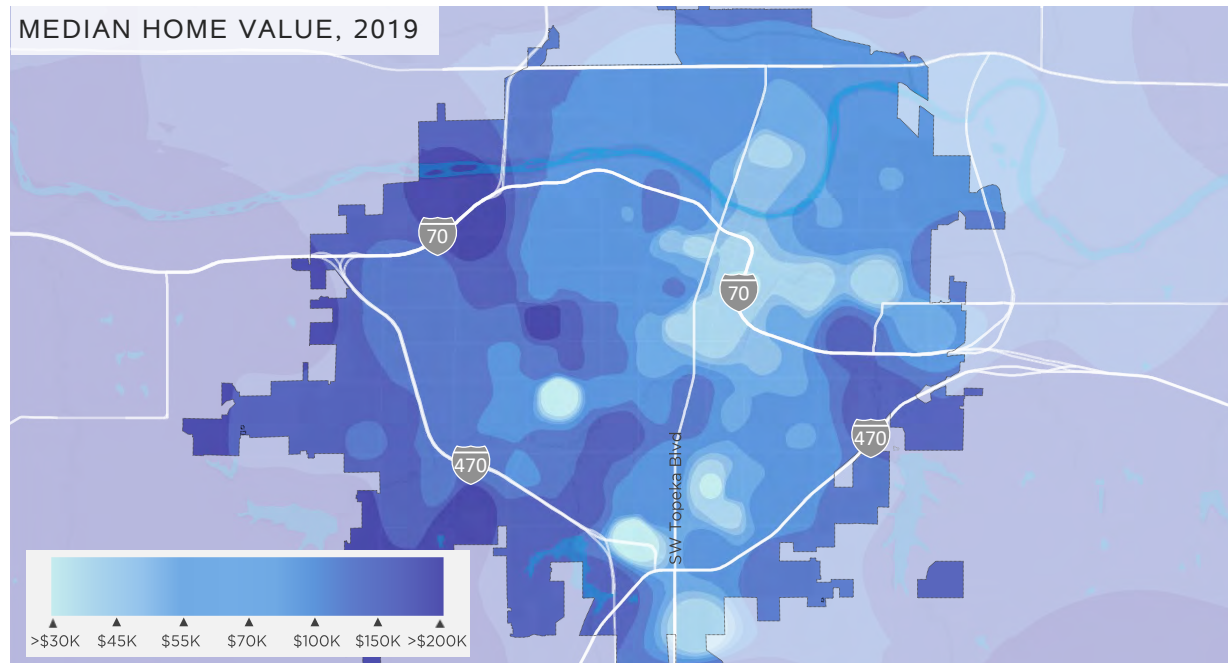 MEDIAN HOME VALUE, 2019
70
70
470
470
SW Topeka Blvd
>$30K $45K $55K $70K $100K $150K >$200K